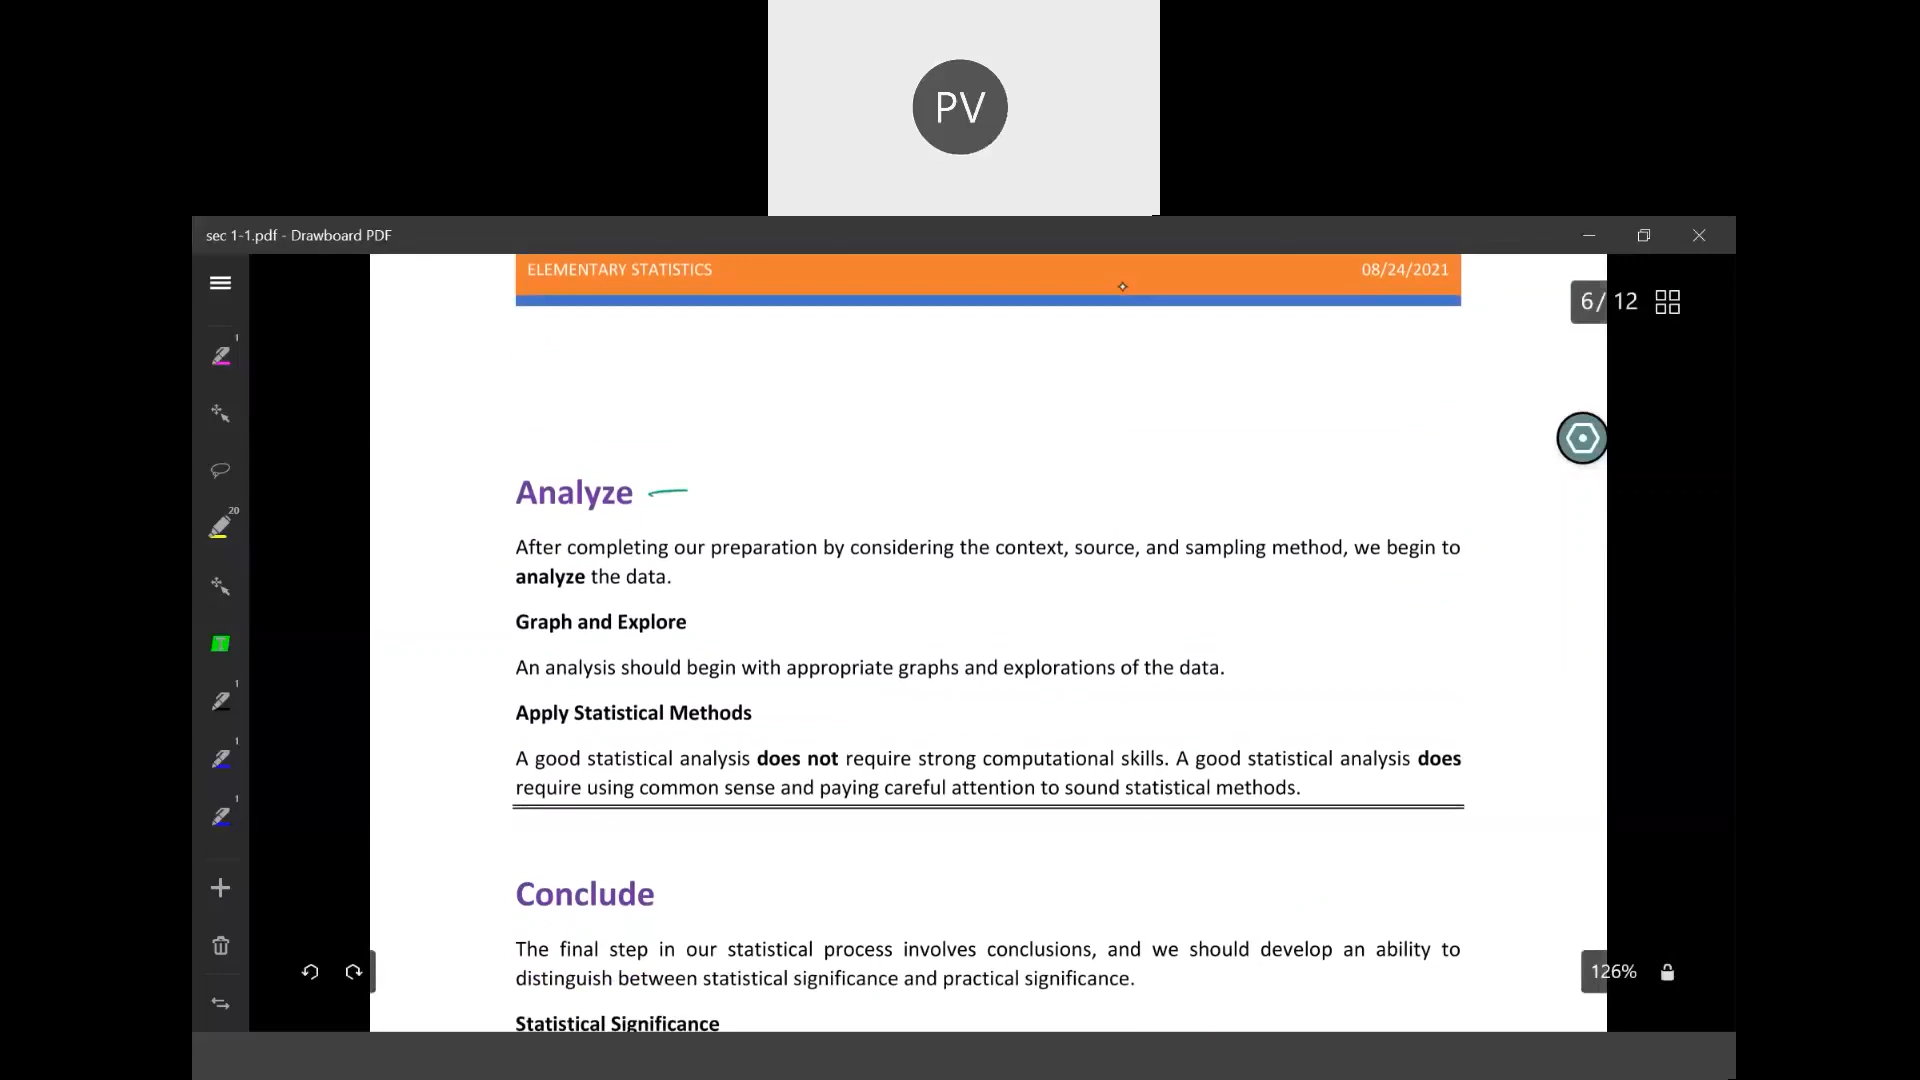 PV
sec 1-1.pdf - Drawboard PDF
ELEMENTARY STATISTICS 08/24/2021
6/ 12
1
Analyze
20
After completing our preparation by considering the context, source, and sampling method, we begin to
analyze the data.
Graph and Explore
T
An analysis should begin with appropriate graphs and explorations of the data.
1
Apply Statistical Methods
1
A good statistical analysis does not require strong computational skills. A good statistical analysis does
require using common sense and paying careful attention to sound statistical methods.
1
Conclude
The final step in our statistical process involves conclusions, and we should develop an ability to
distinguish between statistical significance and practical significance.
126%
Statistical Significance